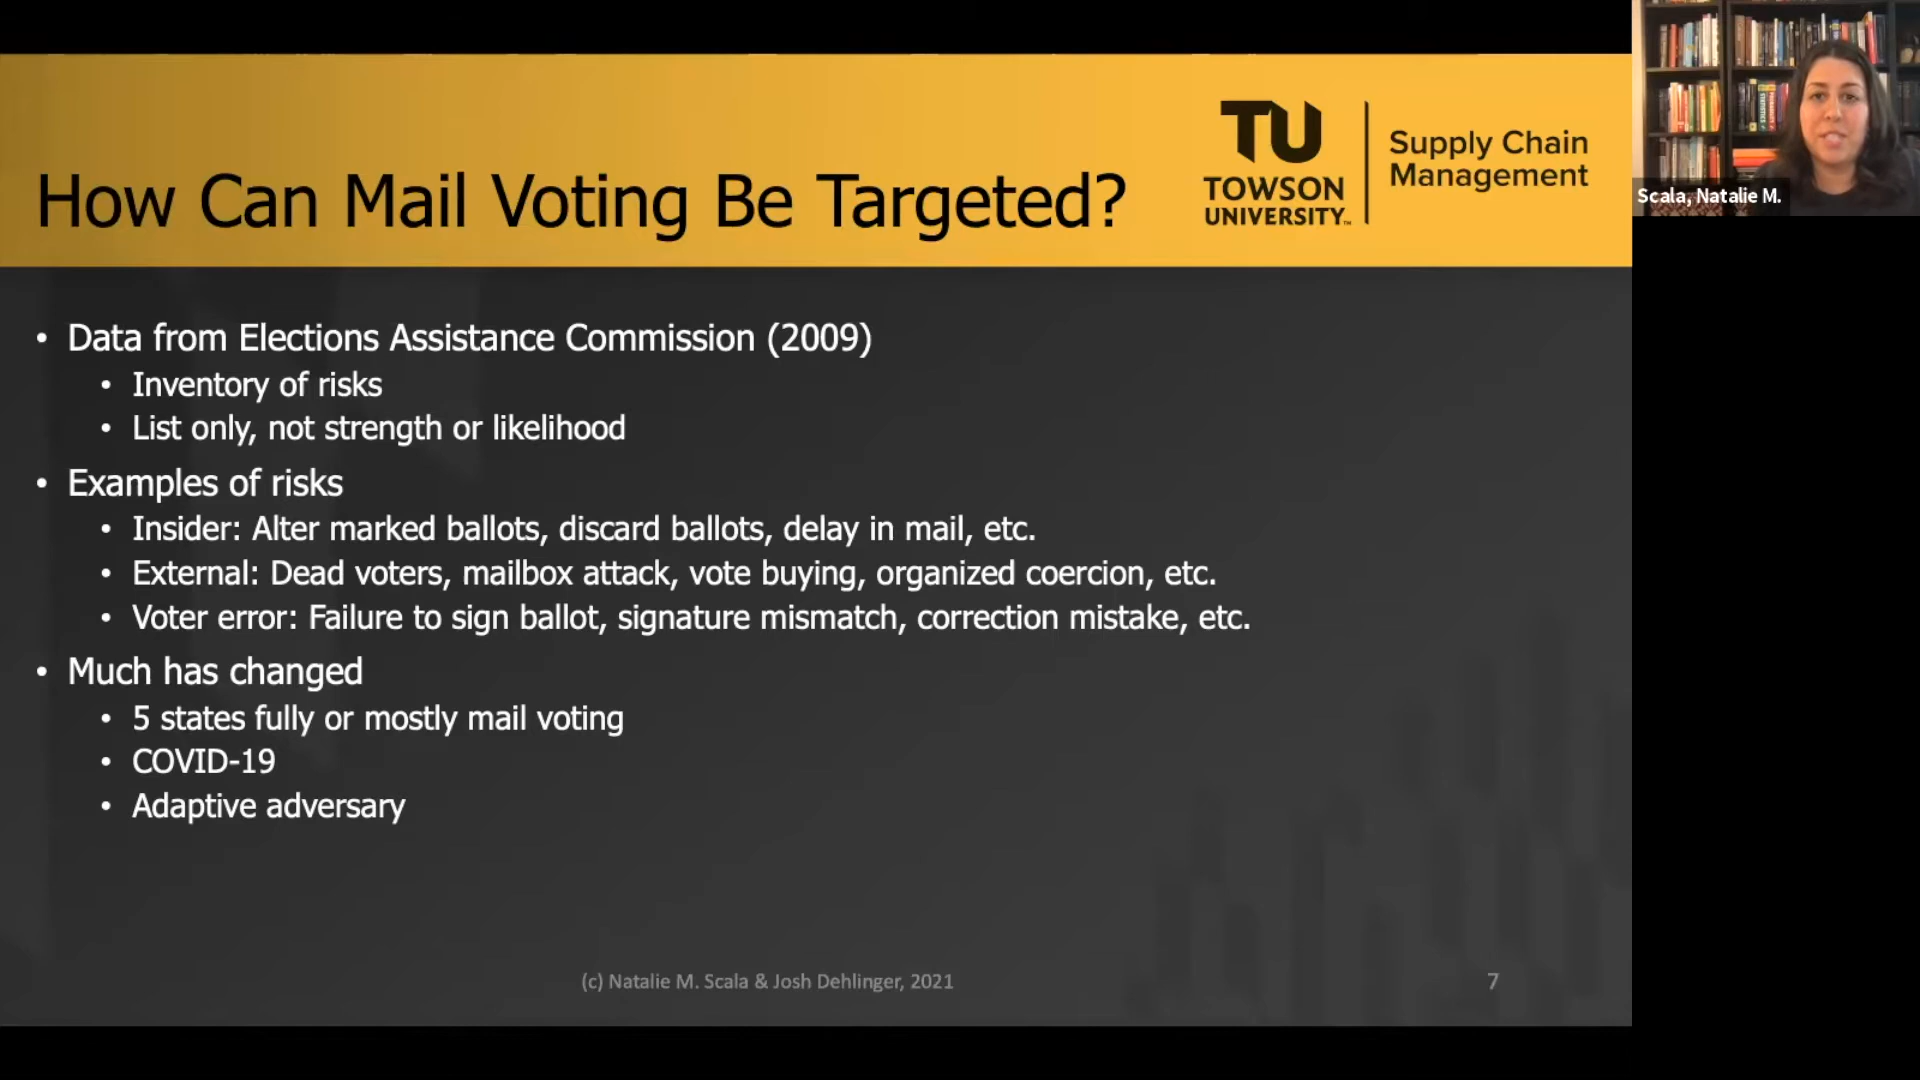 How Can Mail Voting Be Targeted?
TU
TOWSON
UNIVERSITY™
Supply Chain
Management
Scala, Natalie M.
• Data from Elections Assistance Commission (2009)
• Inventory of risks
• List only, not strength or likelihood
• Examples of risks
• Insider: Alter marked ballots, discard ballots, delay in mail, etc.
• External: Dead voters, mailbox attack, vote buying, organized coercion, etc.
• Voter error: Failure to sign ballot, signature mismatch, correction mistake, etc.
• Much has changed
• 5 states fully or mostly mail voting
• COVID-19
• Adaptive adversary
(c) Natalie M. Scala & Josh Dehlinger, 2021
7